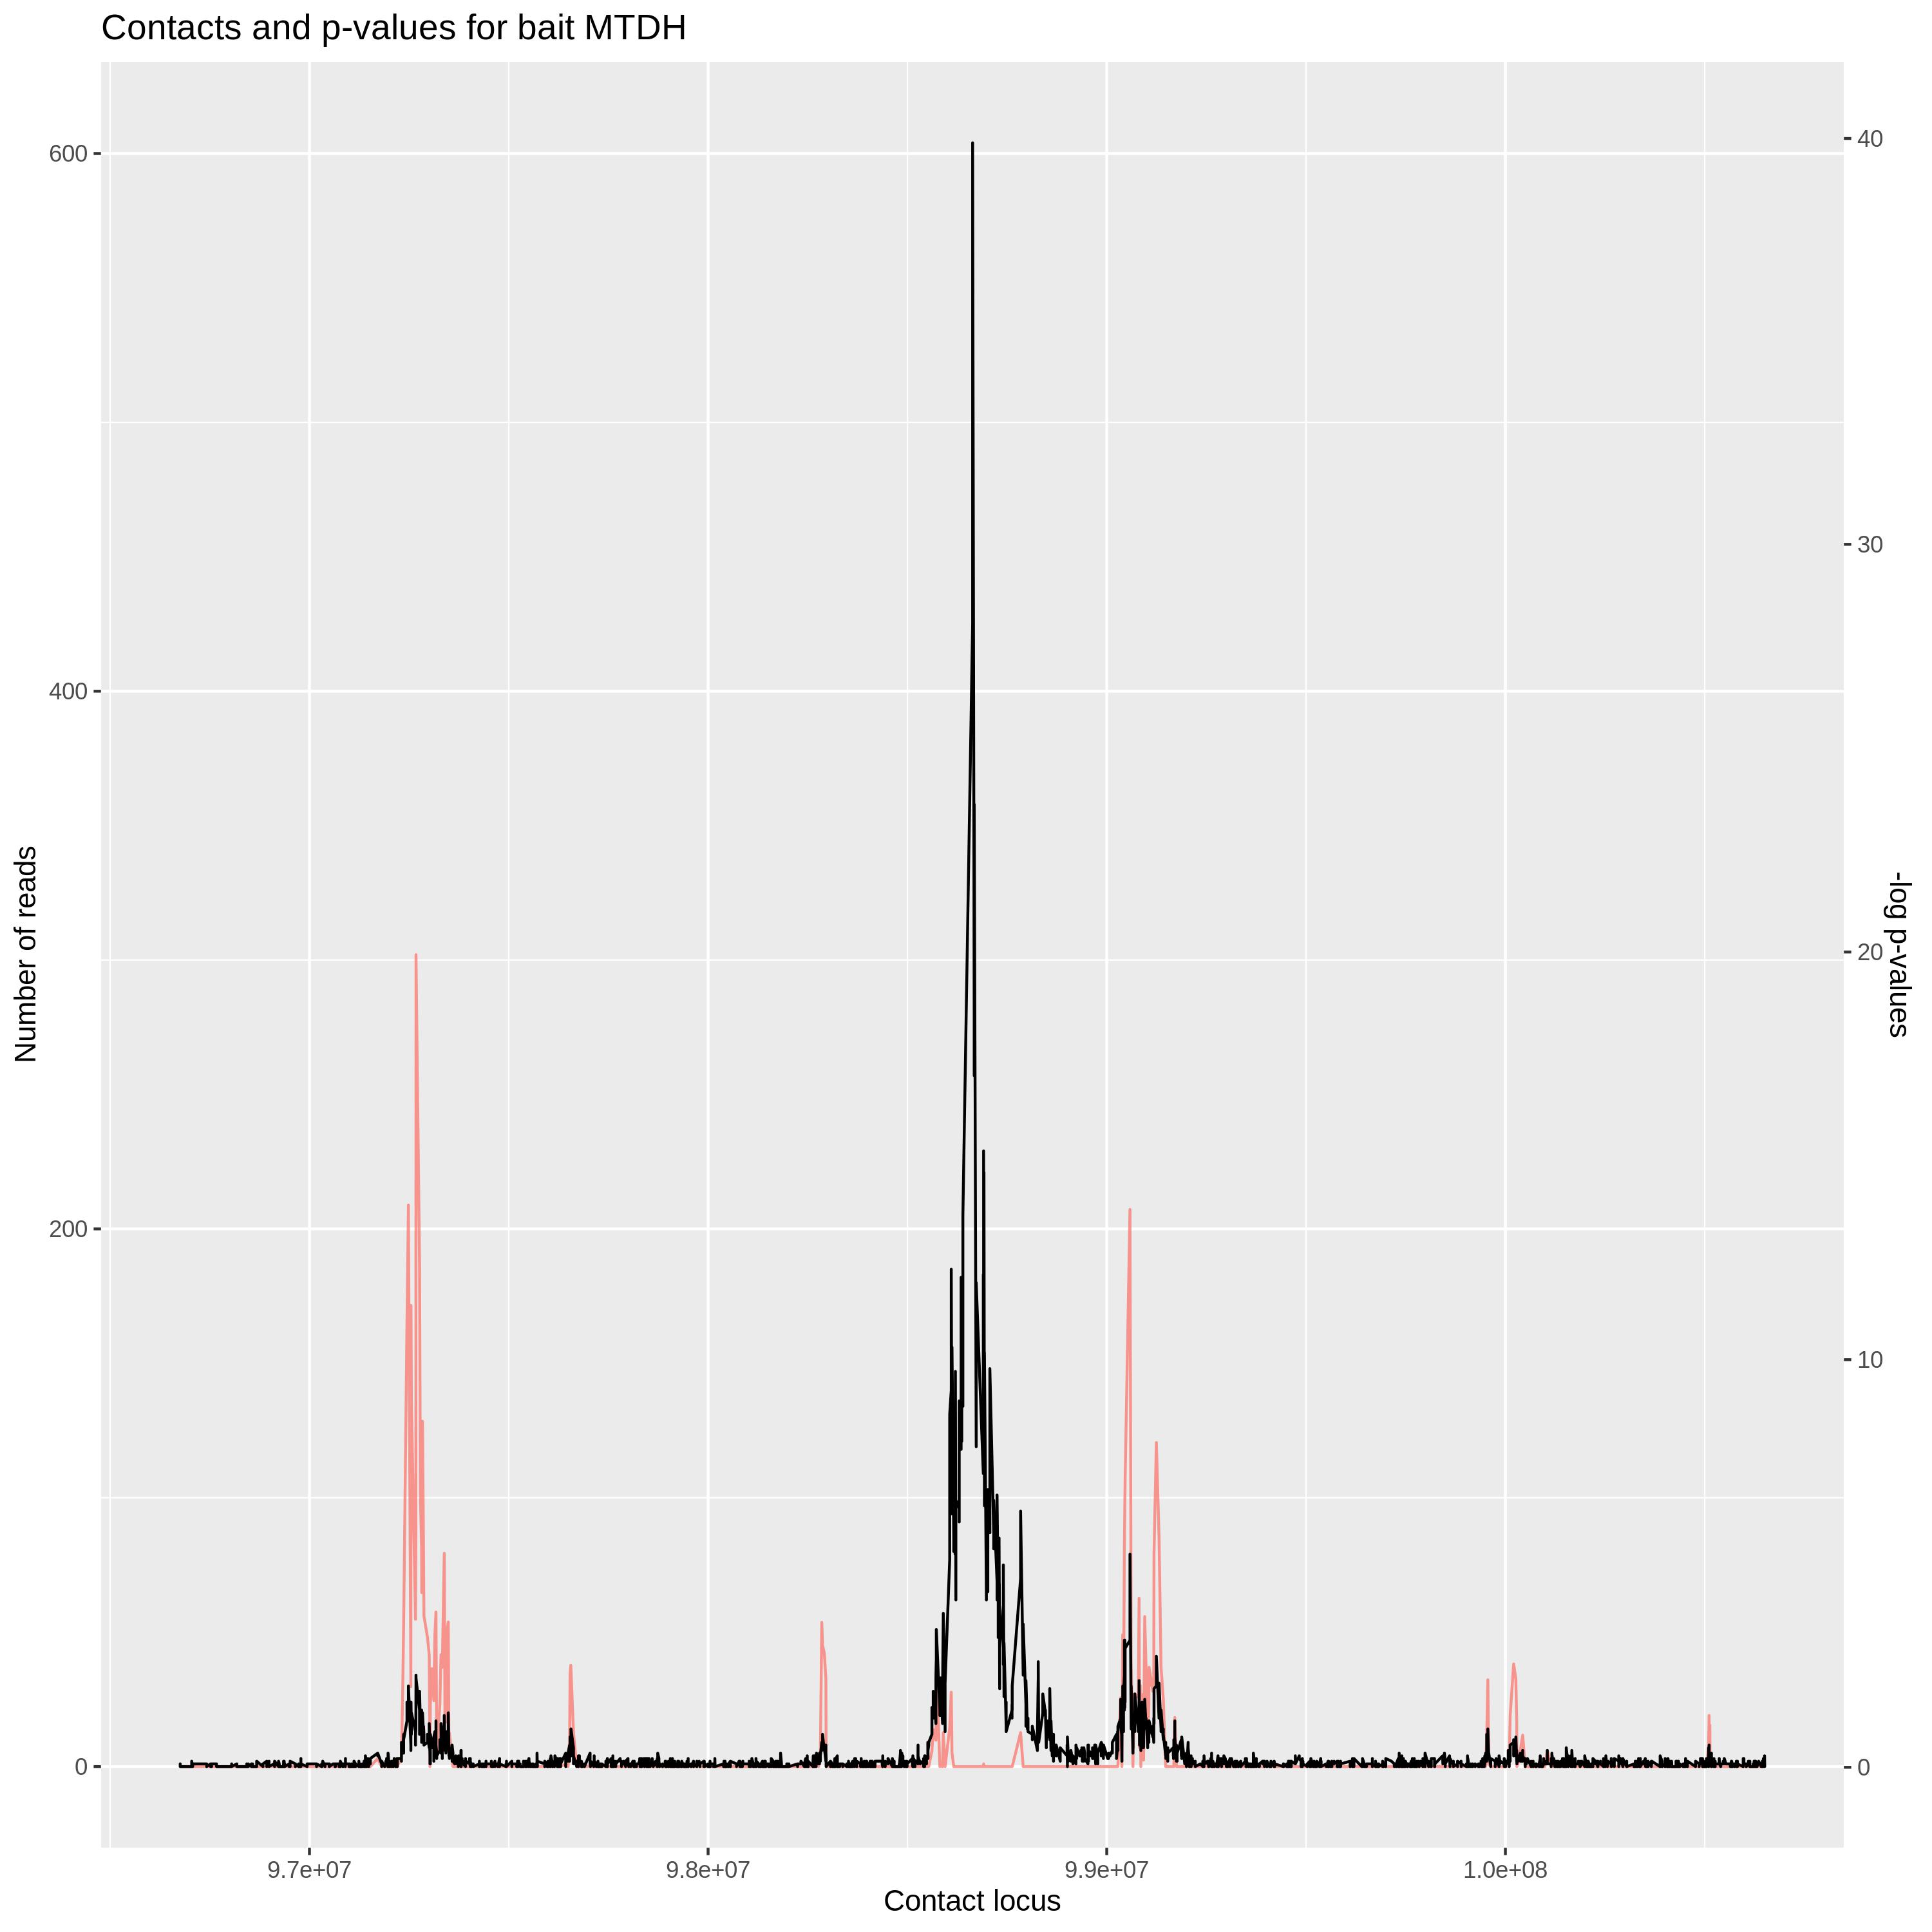 Contacts and p-values for bait MTDH
600
400
200
0
Number of reads
40
30
20
10
0
-log p-values
9.7e+07
9.8e+07
9.9e+07
1.0e+08
Contact locus